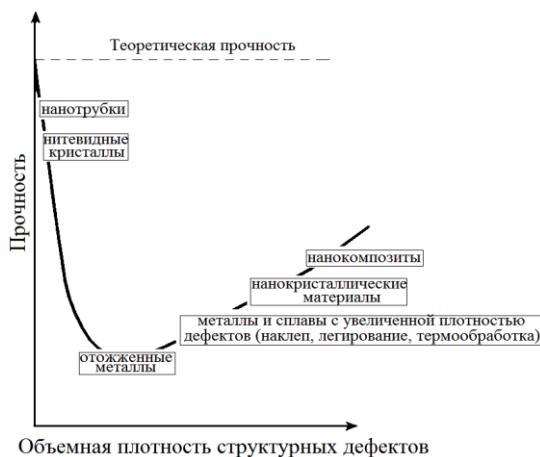 Теоретическая прочность
нанотрубки
нитевидные
кристаллы
Прочность
нанокомпозиты
нанокристаллические
материалы
металлы и сплавы с увеличенной плотностью
дефектов (наклеп, легирование, термообработка)
отожженные
металлы
Объемная плотность структурных дефектов